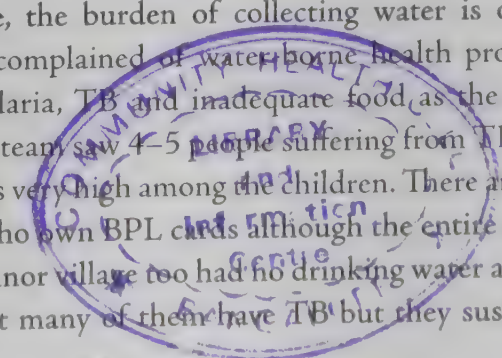 e, the burden of collecting water is
complained of water-borne health pro
laria, TB and inadequate food as the
team saw 4–5 people suffering from
s very high among the children. There a
ho own BPL cards although the entire
nor village too had no drinking water a
t many of them have TB but they sus
COMMUNITY HEALTH
LIBRARY
and